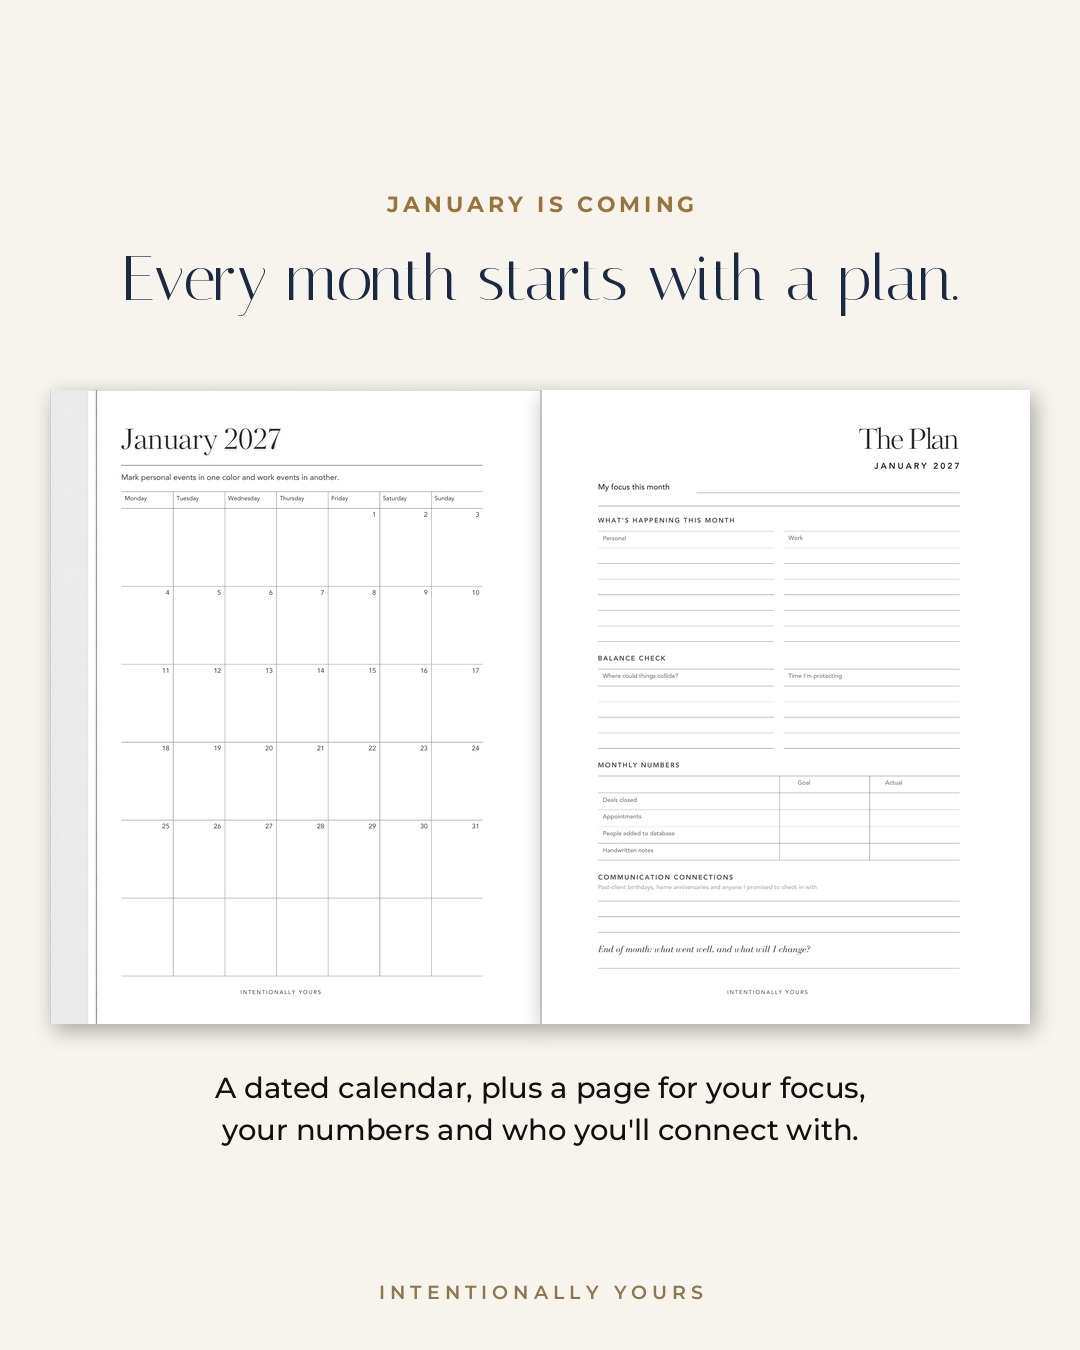 JANUARY IS COMING
Every month starts with a plan.
January 2027
Mark personal events in one color and work events in another.
Monday Tuesday Wednesday Thursday Friday Saturday Sunday
1 2 3
4 5 6 7 8 9 10
11 12 13 14 15 16 17
18 19 20 21 22 23 24
25 26 27 28 29 30 31
INTENTIONALLY YOURS
The Plan
JANUARY 2027
My focus this month
WHAT'S HAPPENING THIS MONTH
Personal Work
BALANCE CHECK
Where could things collide? Time I'm protecting
MONTHLY NUMBERS
Goal Actual
Deals closed
Appointments
People added to database
Handwritten notes
COMMUNICATION CONNECTIONS
Past-client birthdays, home anniversaries and anyone I promised to check in with
End of month: what went well, and what will I change?
INTENTIONALLY YOURS
A dated calendar, plus a page for your focus,
your numbers and who you'll connect with.
INTENTIONALLY YOURS